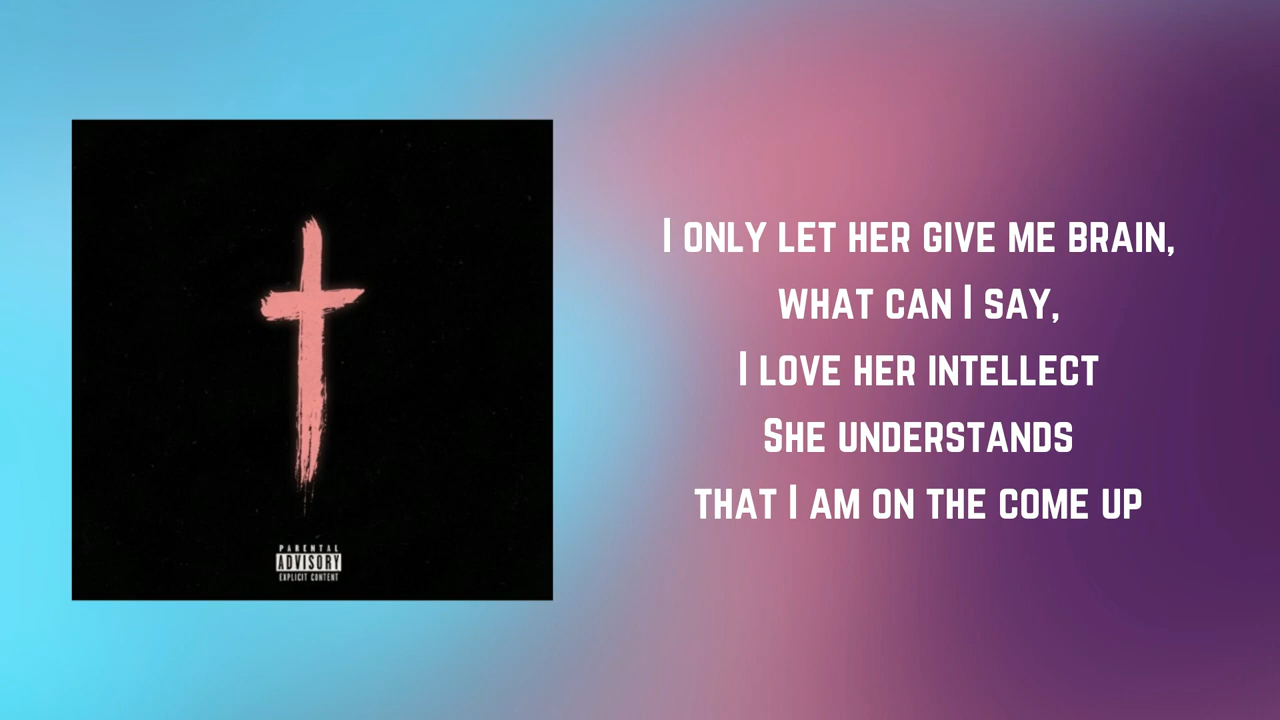 PARENTAL
ADVISORY
EXPLICIT CONTENT
I ONLY LET HER GIVE ME BRAIN,
WHAT CAN I SAY,
I LOVE HER INTELLECT
SHE UNDERSTANDS
THAT I AM ON THE COME UP